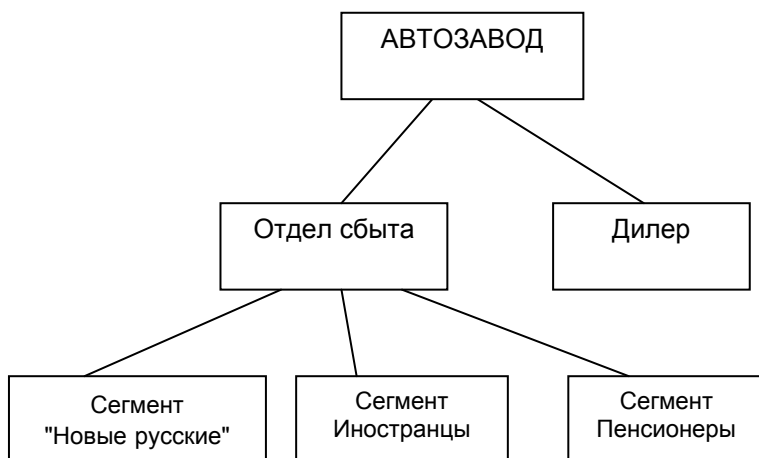 АВТОЗАВОД
Отдел сбыта
Дилер
Сегмент
"Новые русские"
Сегмент
Иностранцы
Сегмент
Пенсионеры